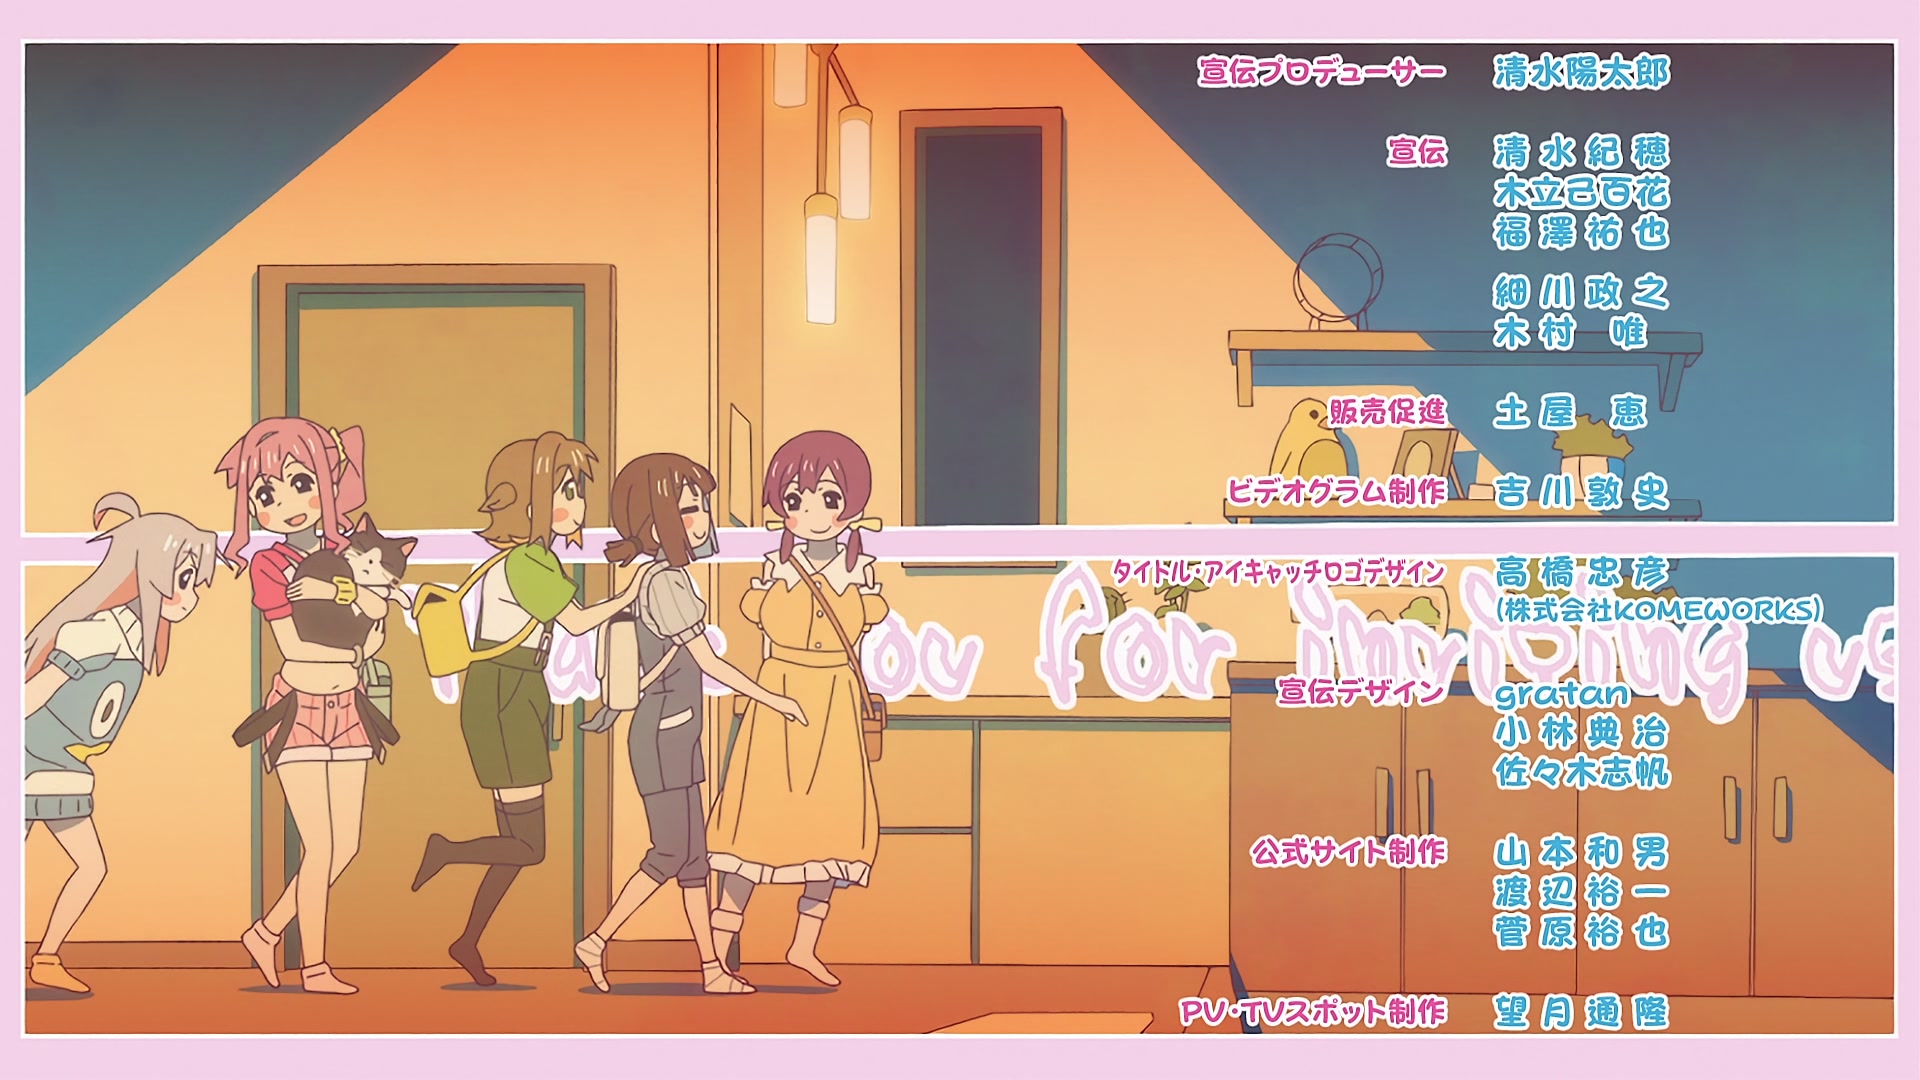 宣伝プロデューサー 清水陽太郎
宣伝 清水紀穂
木立己百花
福澤祐也
細川政之
木村 唯
販売促進 土屋 恵
ビデオグラム制作 吉川敦史
タイトル・アイキャッチロゴデザイン 高橋忠彦
(株式会社KOMEWORKS)
you for inviting us
宣伝デザイン gratan
小林典治
佐々木志帆
公式サイト制作 山本和男
渡辺裕一
菅原裕也
PV・TVスポット制作 望月通隆